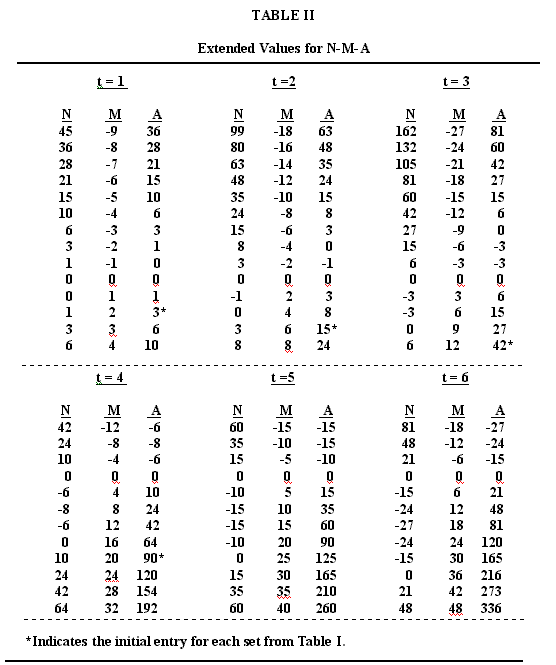 TABLE II
Extended Values for N-M-A
t = 1 t =2 t = 3
N M A N M A N M A
45 -9 36 99 -18 63 162 -27 81
36 -8 28 80 -16 48 132 -24 60
28 -7 21 63 -14 35 105 -21 42
21 -6 15 48 -12 24 81 -18 27
15 -5 10 35 -10 15 60 -15 15
10 -4 6 24 -8 8 42 -12 6
6 -3 3 15 -6 3 27 -9 0
3 -2 1 8 -4 0 15 -6 -3
1 -1 0 3 -2 -1 6 -3 -3
0 0 0 0 0 0 0 0 0
0 1 1 -1 2 3 -3 3 6
1 2 3* 0 4 8 -3 6 15
3 3 6 3 6 15* 0 9 27
6 4 10 8 8 24 6 12 42*
t = 4 t =5 t = 6
N M A N M A N M A
42 -12 -6 60 -15 -15 81 -18 -27
24 -8 -8 35 -10 -15 48 -12 -24
10 -4 -6 15 -5 -10 21 -6 -15
0 0 0 0 0 0 0 0 0
-6 4 10 -10 5 15 -15 6 21
-8 8 24 -15 10 35 -24 12 48
-6 12 42 -15 15 60 -27 18 81
0 16 64 -10 20 90 -24 24 120
10 20 90* 0 25 125 -15 30 165
24 24 120 15 30 165 0 36 216
42 28 154 35 35 210 21 42 273
64 32 192 60 40 260 48 48 336
*Indicates the initial entry for each set from Table I.